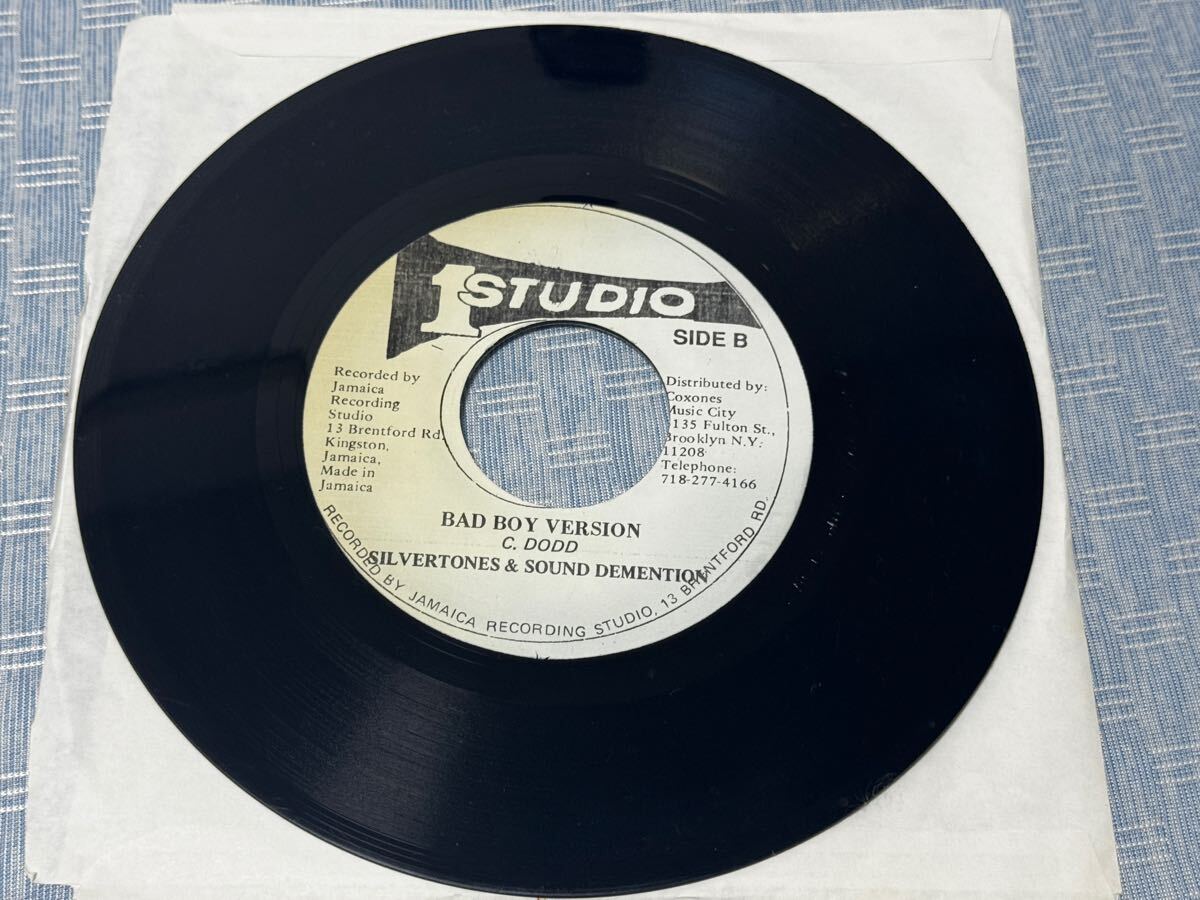 1 STUDIO
SIDE B
Recorded by
Jamaica
Recording
Studio
13 Brentford Rd.
Kingston,
Jamaica,
Made in
Jamaica
Distributed by:
Coxones
Music City
135 Fulton St.,
Brooklyn N.Y.
11208
Telephone:
718-277-4166
BAD BOY VERSION
C. DODD
SILVERTONES & SOUND DEMENTION
RECORDED BY JAMAICA RECORDING STUDIO, 13 BRENTFORD RD.